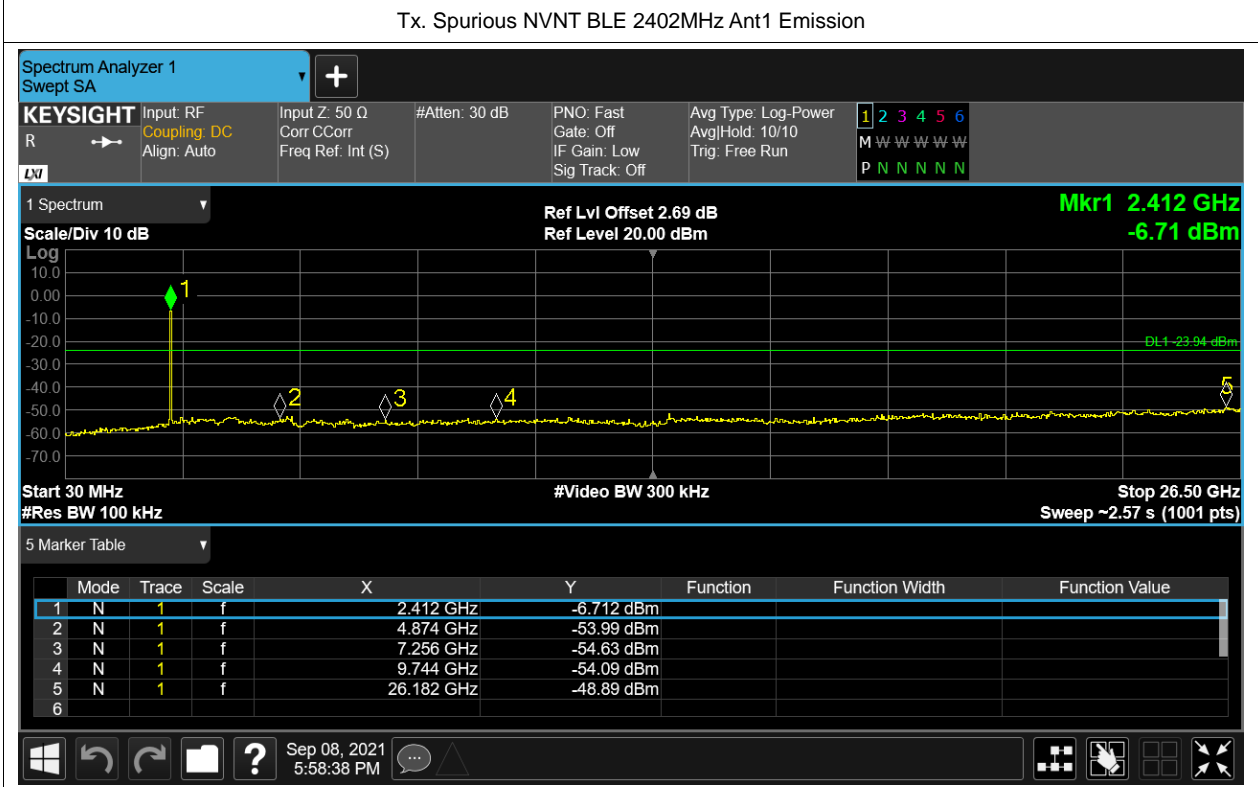 Tx. Spurious NVNT BLE 2402MHz Ant1 Emission
Spectrum Analyzer 1
Swept SA
KEYSIGHT
R
LXI
Input: RF
Coupling: DC
Align: Auto
Input Z: 50 Ω
Corr CCorr
Freq Ref: Int (S)
#Atten: 30 dB
PNO: Fast
Gate: Off
IF Gain: Low
Sig Track: Off
Avg Type: Log-Power
Avg|Hold: 10/10
Trig: Free Run
1 2 3 4 5 6
M W W W W W
P N N N N N
1 Spectrum
Scale/Div 10 dB
Ref Lvl Offset 2.69 dB
Ref Level 20.00 dBm
Mkr1 2.412 GHz
-6.71 dBm
Log
10.0
0.00
-10.0
-20.0
-30.0
-40.0
-50.0
-60.0
-70.0
1
2
3
4
5
DL1 -23.94 dBm
Start 30 MHz
#Res BW 100 kHz
#Video BW 300 kHz
Stop 26.50 GHz
Sweep ~2.57 s (1001 pts)
5 Marker Table
Mode Trace Scale X Y Function Function Width Function Value
1 N 1 f 2.412 GHz -6.712 dBm
2 N 1 f 4.874 GHz -53.99 dBm
3 N 1 f 7.256 GHz -54.63 dBm
4 N 1 f 9.744 GHz -54.09 dBm
5 N 1 f 26.182 GHz -48.89 dBm
6
?
Sep 08, 2021
5:58:38 PM